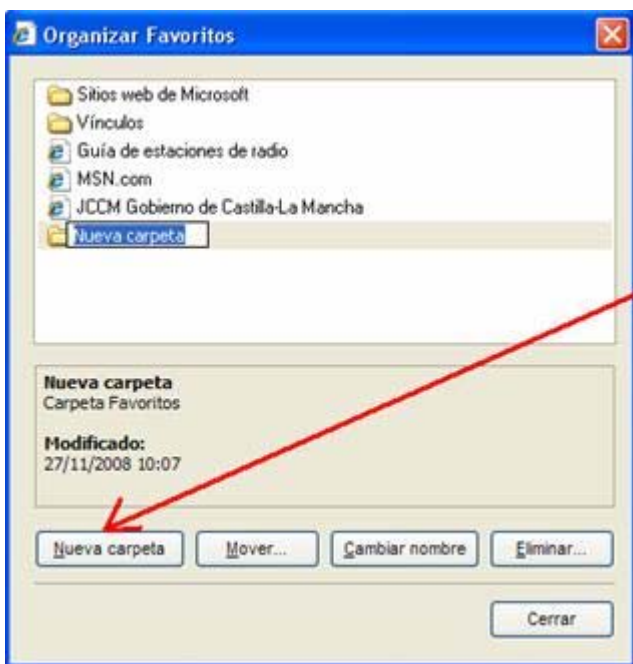 Organizar Favoritos
Sitios web de Microsoft
Vínculos
Guía de estaciones de radio
MSN.com
JCCM Gobierno de Castilla-La Mancha
Nueva carpeta
Nueva carpeta
Carpeta Favoritos
Modificado:
27/11/2008 10:07
Nueva carpeta Mover... Cambiar nombre Eliminar...
Cerrar